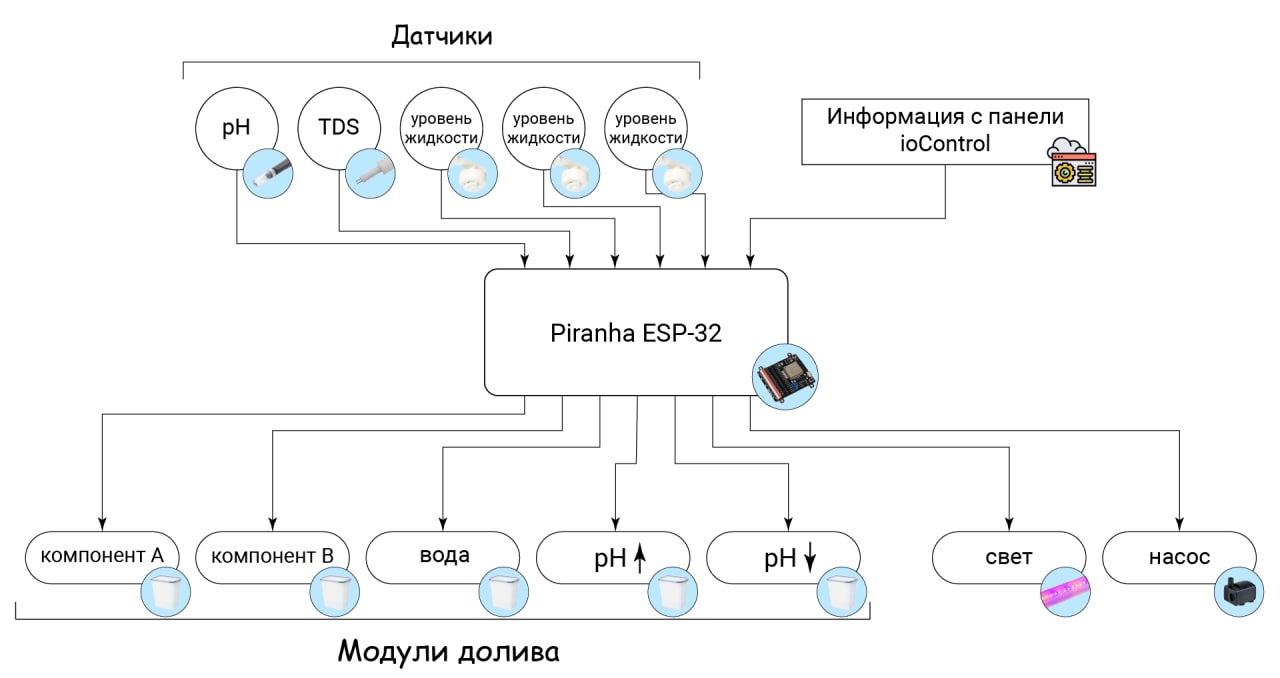 Датчики
pH
TDS
уровень
жидкости
уровень
жидкости
уровень
жидкости
Информация с панели
ioControl
Piranha ESP-32
компонент A
компонент B
вода
pH
pH
свет
насос
Модули долива